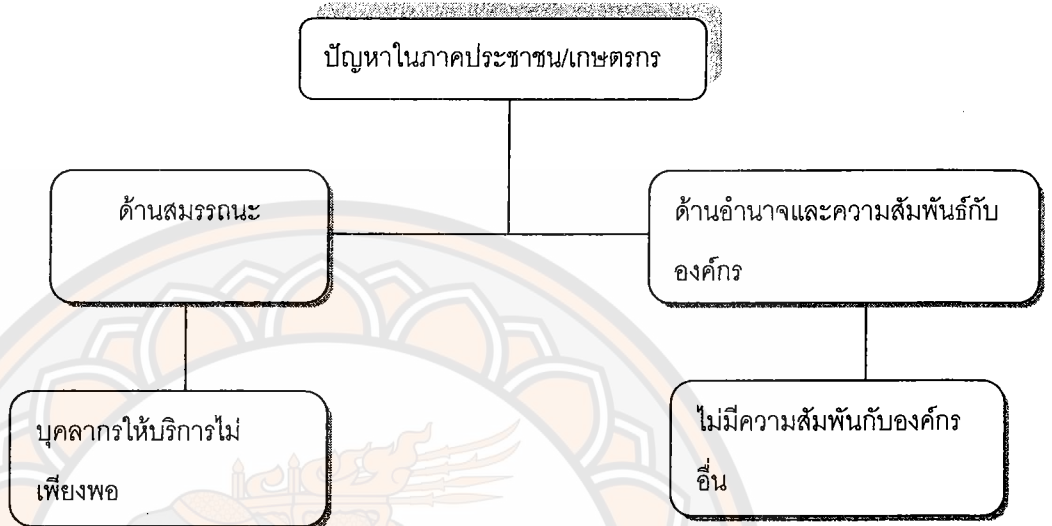 ปัญหาในภาคประชาชน/เกษตรกร
ด้านสมรรถนะ
ด้านอำนาจและความสัมพันธ์กับ
องค์กร
บุคลากรให้บริการไม่
เพียงพอ
ไม่มีความสัมพันกับองค์กร
อื่น